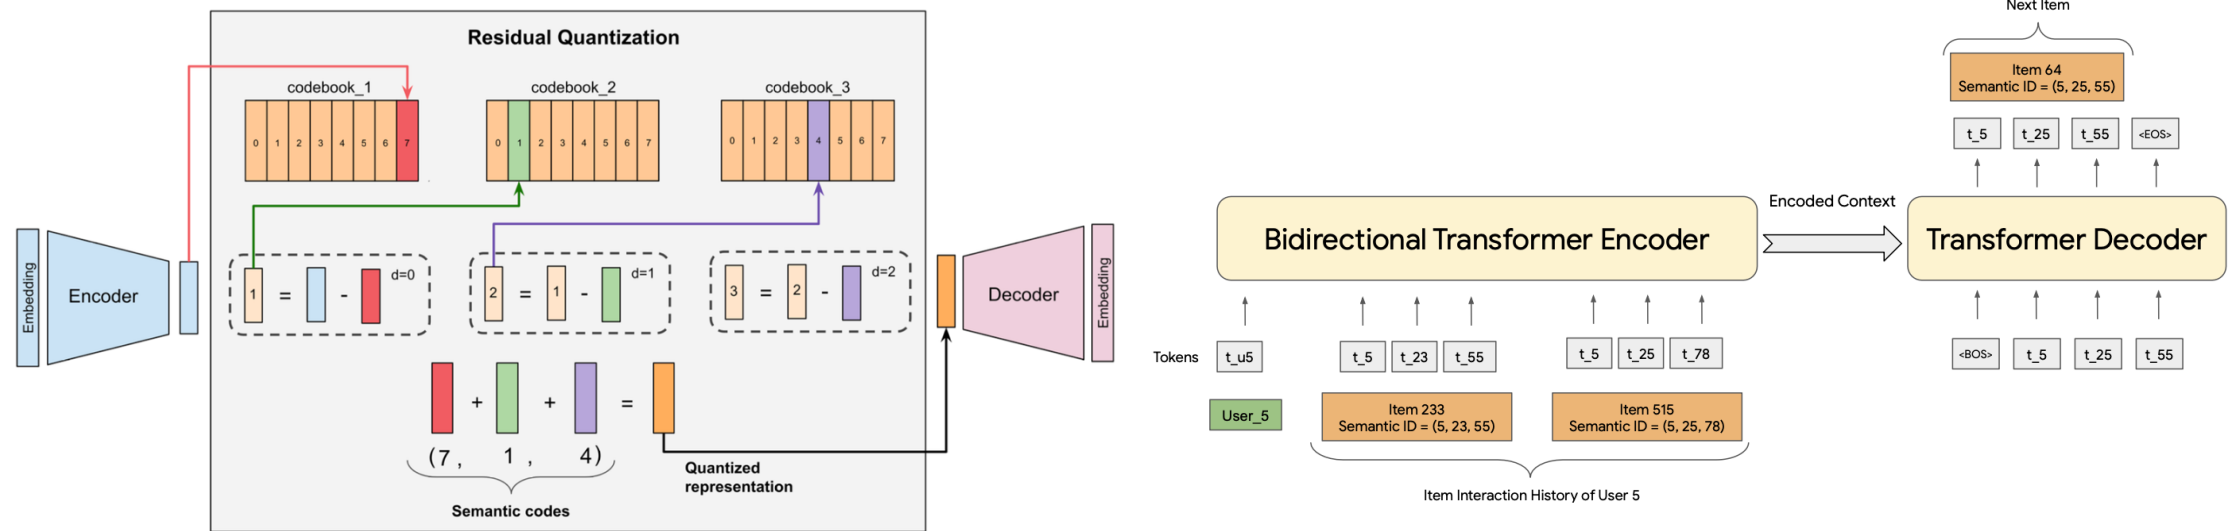 Residual Quantization
codebook_1
codebook_2
codebook_3
0 1 2 3 4 5 6 7
0 1 2 3 4 5 6 7
0 1 2 3 4 5 6 7
Embedding
Encoder
1 = - d=0
2 = 1 - d=1
3 = 2 - d=2
+ + =
(7, 1, 4)
Semantic codes
Quantized
representation
Decoder
Embedding
Next Item
Item 64
Semantic ID = (5, 25, 55)
t_5 t_25 t_55 <EOS>
Bidirectional Transformer Encoder
Encoded Context
Transformer Decoder
Tokens
t_u5
t_5 t_23 t_55
t_5 t_25 t_78
<BOS> t_5 t_25 t_55
User_5
Item 233
Semantic ID = (5, 23, 55)
Item 515
Semantic ID = (5, 25, 78)
Item Interaction History of User 5